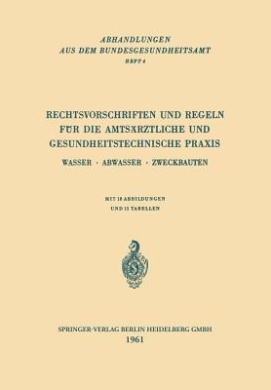 ABHANDLUNGEN
AUS DEM BUNDESGESUNDHEITSAMT
HEFT 4
RECHTSVORSCHRIFTEN UND REGELN
FÜR DIE AMTSÄRZTLICHE UND
GESUNDHEITSTECHNISCHE PRAXIS
WASSER · ABWASSER · ZWECKBAUTEN
MIT 18 ABBILDUNGEN
UND 11 TABELLEN
SPRINGER-VERLAG BERLIN HEIDELBERG GMBH
1961